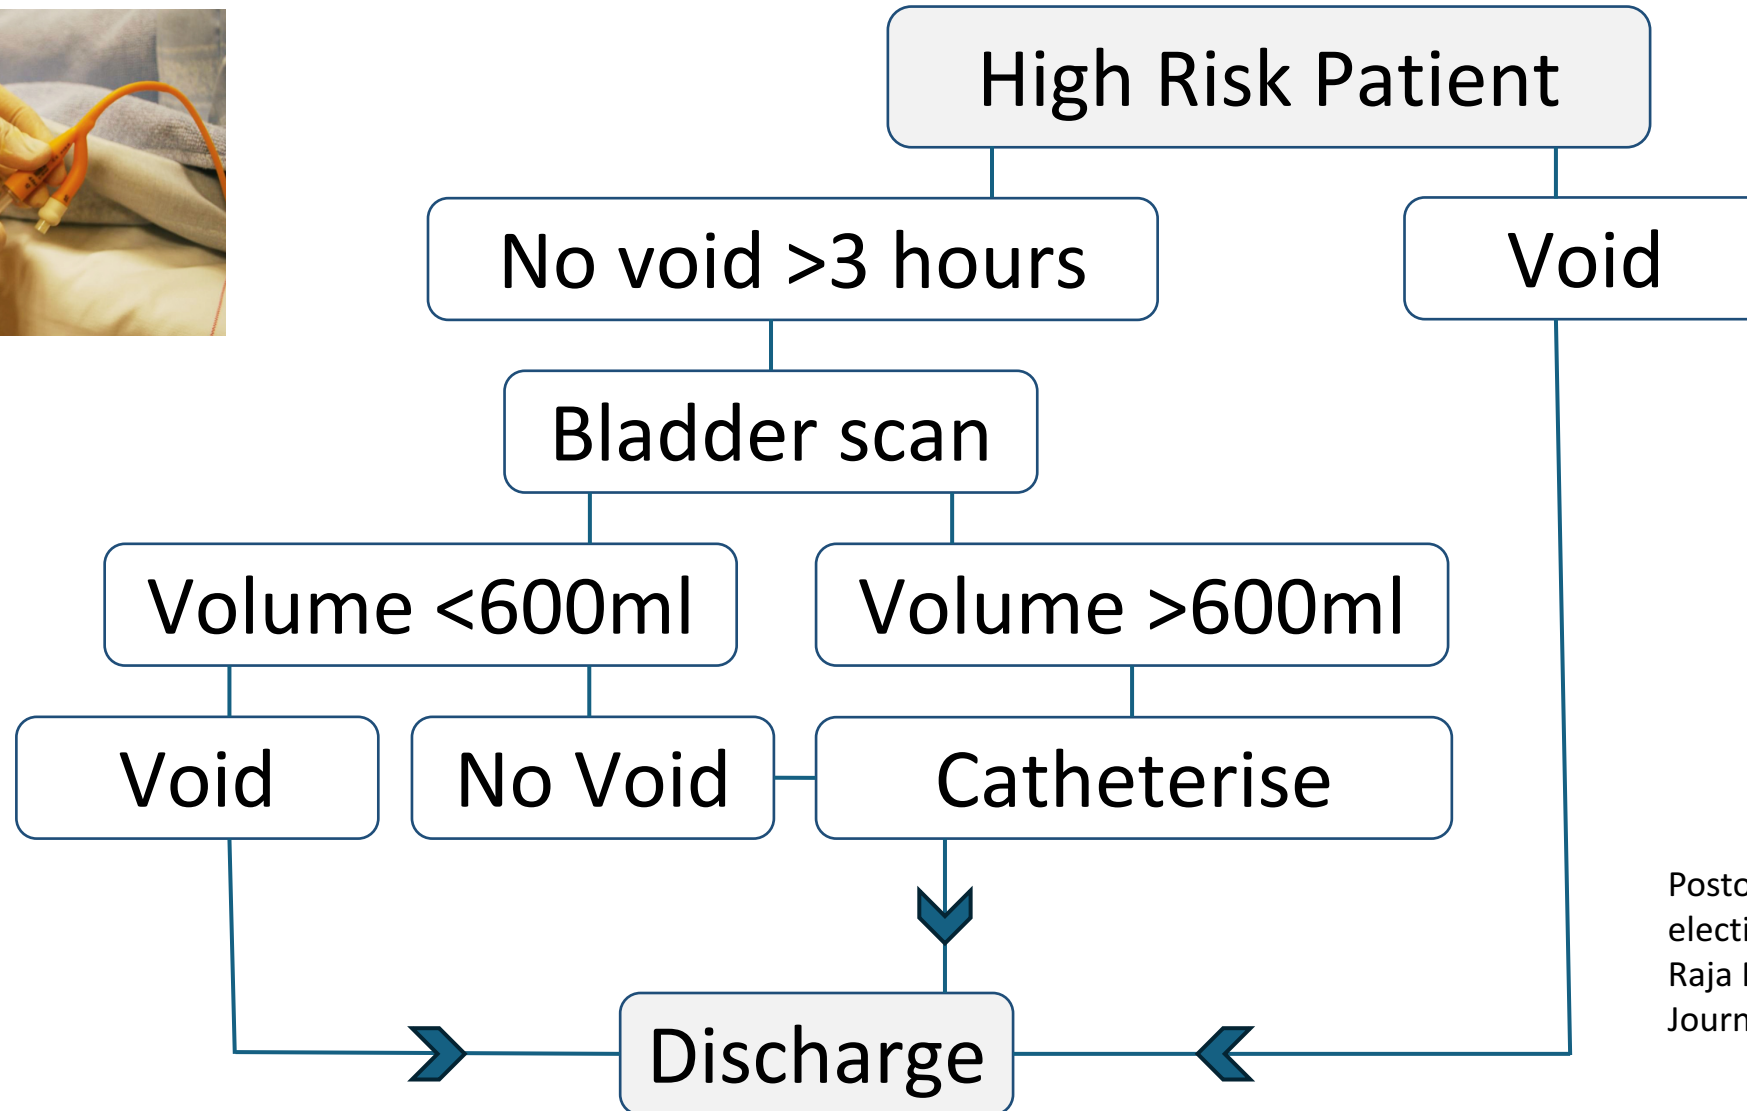 High Risk Patient
No void >3 hours
Void
Bladder scan
Volume <600ml
Volume >600ml
Void
No Void
Catheterise
Discharge
Raja